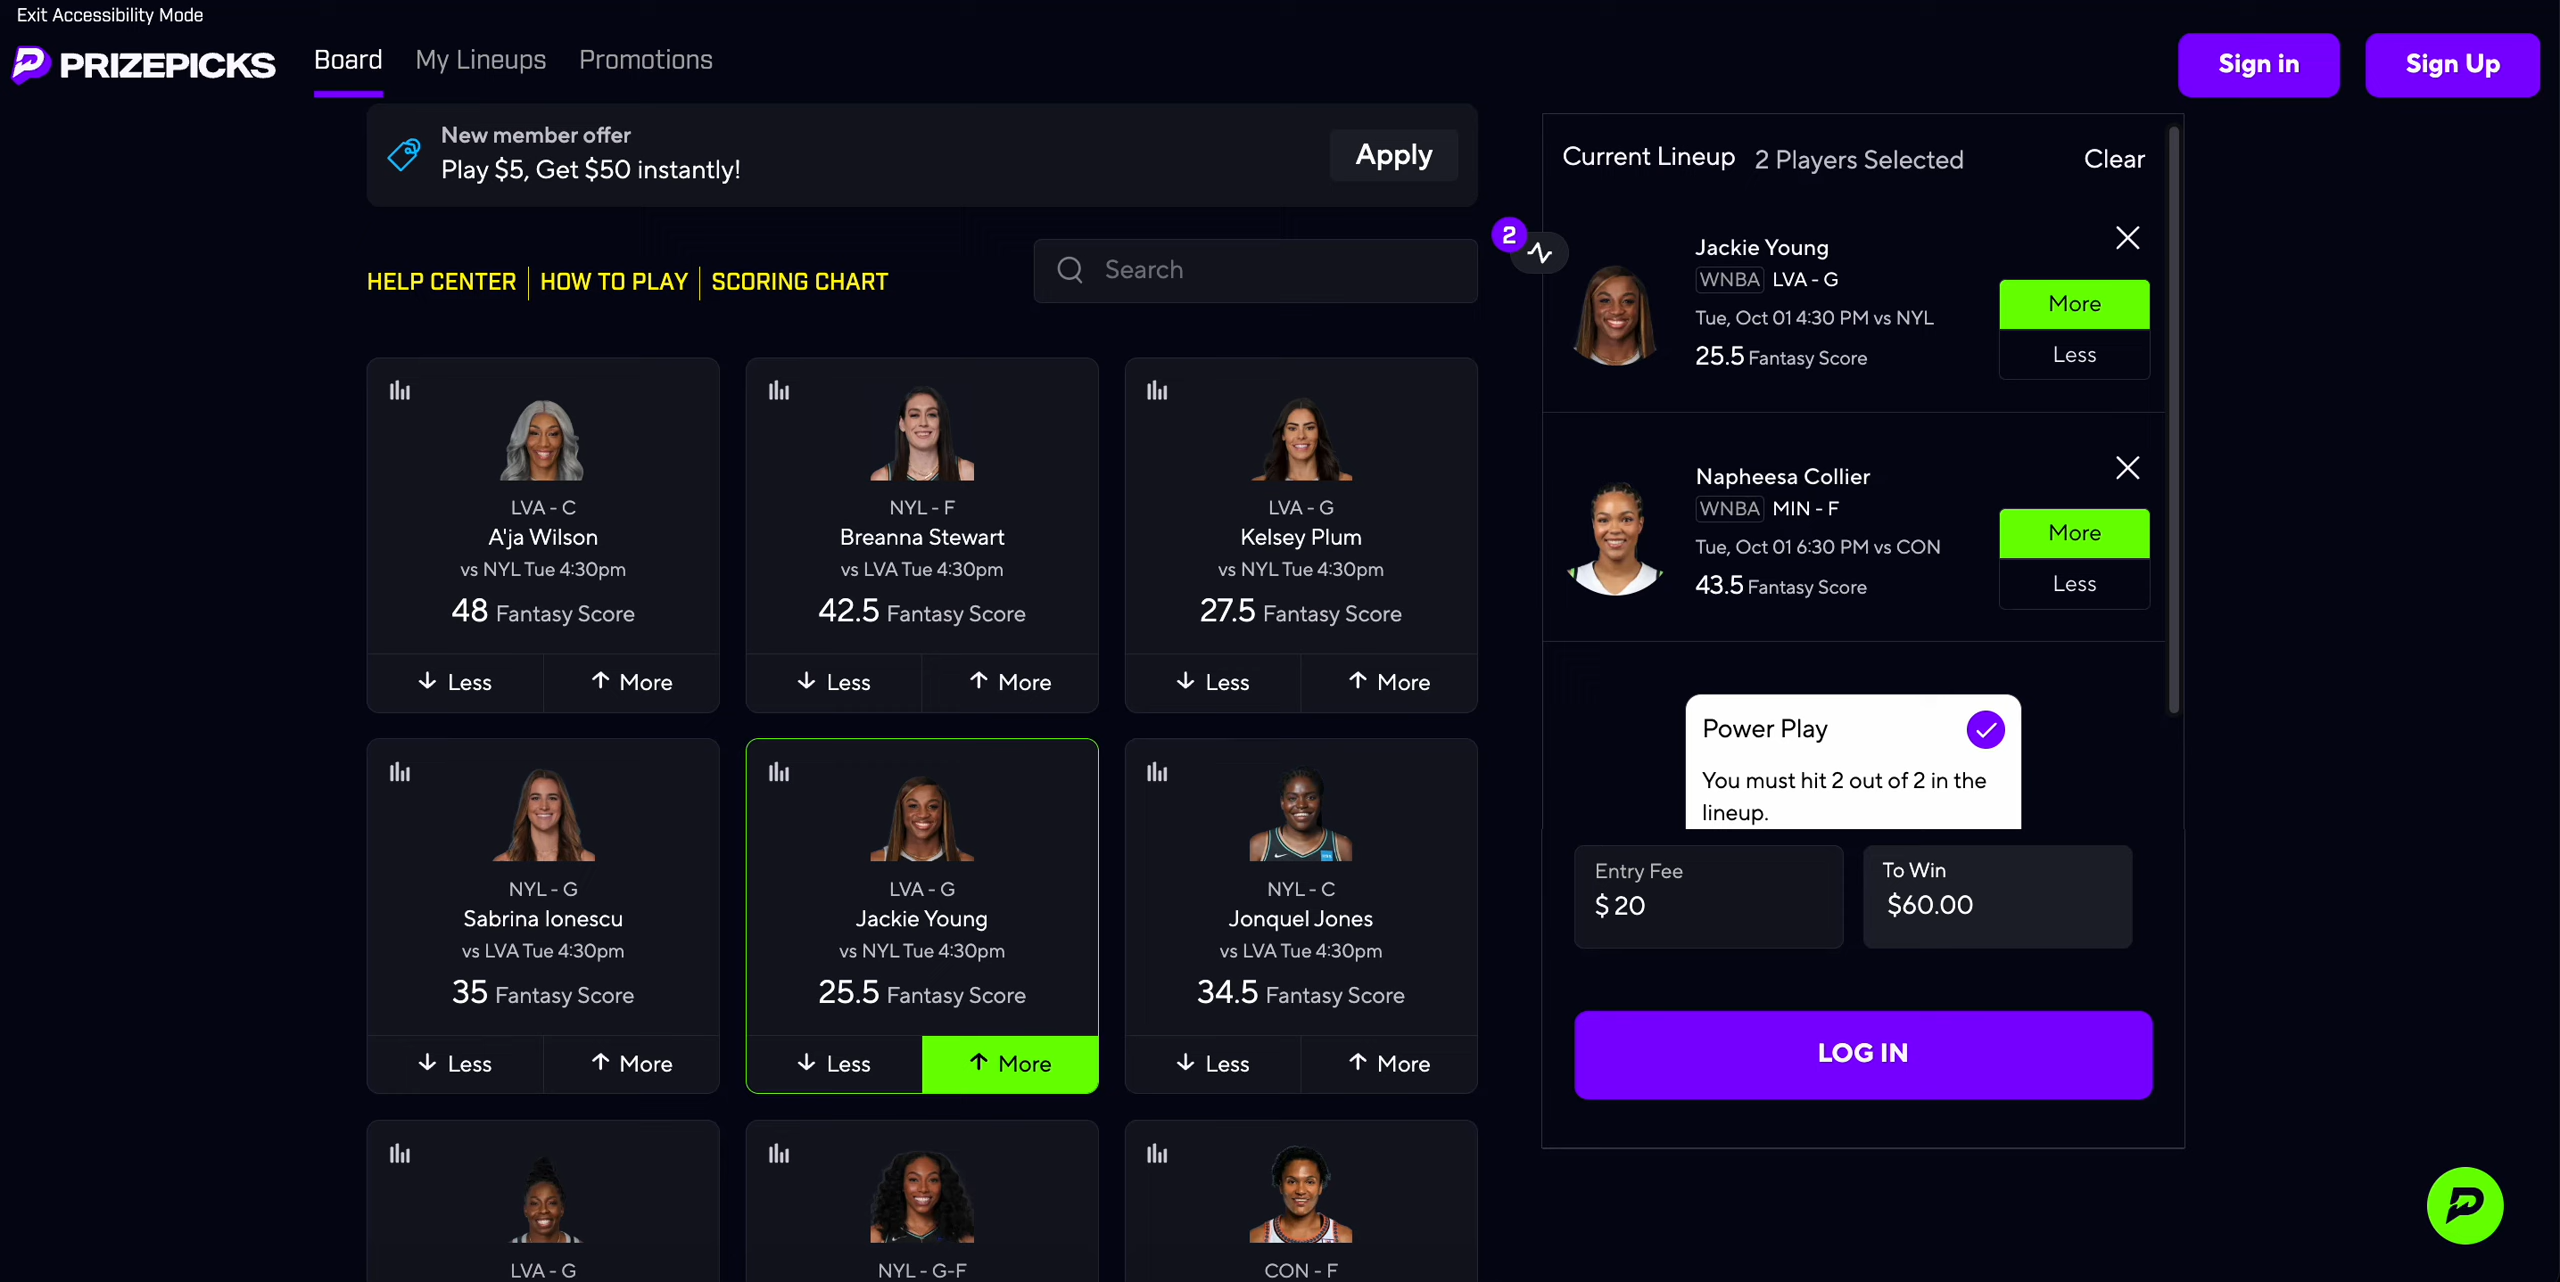 Exit Accessibility Mode
PRIZEPICKS
Board
My Lineups
Promotions
Sign in
Sign Up
New member offer
Play $5, Get $50 instantly!
Apply
HELP CENTER
HOW TO PLAY
SCORING CHART
Search
LVA - C
A'ja Wilson
vs NYL Tue 4:30pm
48 Fantasy Score
Less
More
NYL - F
Breanna Stewart
vs LVA Tue 4:30pm
42.5 Fantasy Score
Less
More
LVA - G
Kelsey Plum
vs NYL Tue 4:30pm
27.5 Fantasy Score
Less
More
NYL - G
Sabrina Ionescu
vs LVA Tue 4:30pm
35 Fantasy Score
Less
More
LVA - G
Jackie Young
vs NYL Tue 4:30pm
25.5 Fantasy Score
Less
More
NYL - C
Jonquel Jones
vs LVA Tue 4:30pm
34.5 Fantasy Score
Less
More
LVA - G
NYL - G-F
CON - F
Current Lineup 2 Players Selected
Clear
2
Jackie Young
WNBA LVA - G
Tue, Oct 01 4:30 PM vs NYL
25.5 Fantasy Score
More
Less
Napheesa Collier
WNBA MIN - F
Tue, Oct 01 6:30 PM vs CON
43.5 Fantasy Score
More
Less
Power Play
You must hit 2 out of 2 in the
lineup.
Entry Fee
$ 20
To Win
$60.00
LOG IN